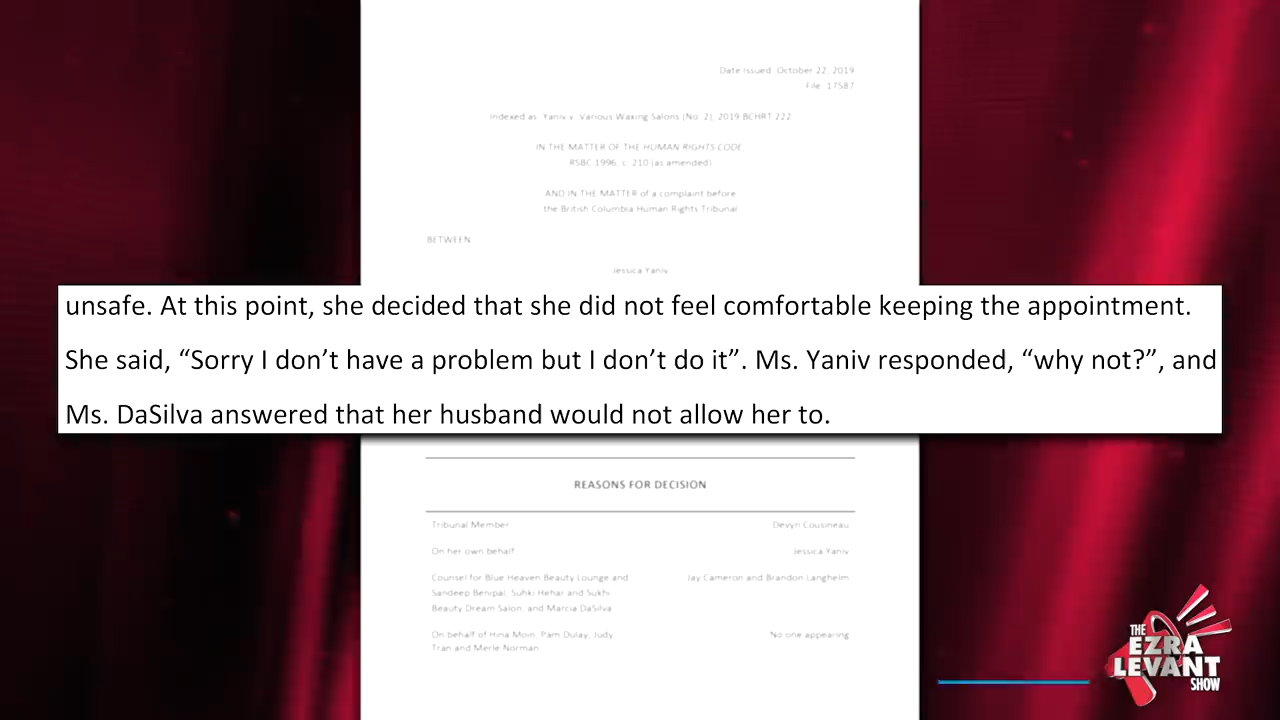 Date Issued: October 22, 2019
File: 17587
Indexed as: Yaniv v. Various Waxing Salons (No. 2), 2019 BCHRT 222
IN THE MATTER OF THE HUMAN RIGHTS CODE,
RSBC 1996, c. 210 (as amended)
AND IN THE MATTER of a complaint before
the British Columbia Human Rights Tribunal
BETWEEN
Jessica Yaniv
unsafe. At this point, she decided that she did not feel comfortable keeping the appointment.
She said, “Sorry I don’t have a problem but I don’t do it”. Ms. Yaniv responded, “why not?”, and
Ms. DaSilva answered that her husband would not allow her to.
REASONS FOR DECISION
Tribunal Member Devyn Cousineau
On her own behalf Jessica Yaniv
Counsel for Blue Heaven Beauty Lounge and Jay Cameron and Brandon Langhelm
Sandeep Benipal, Suhki Hehar and Sukhi
Beauty Dream Salon, and Marcia DaSilva
On behalf of Hina Moin, Pam Dulay, Judy No one appearing
Tran and Merle Norman
THE
EZRA
LEVANT
SHOW